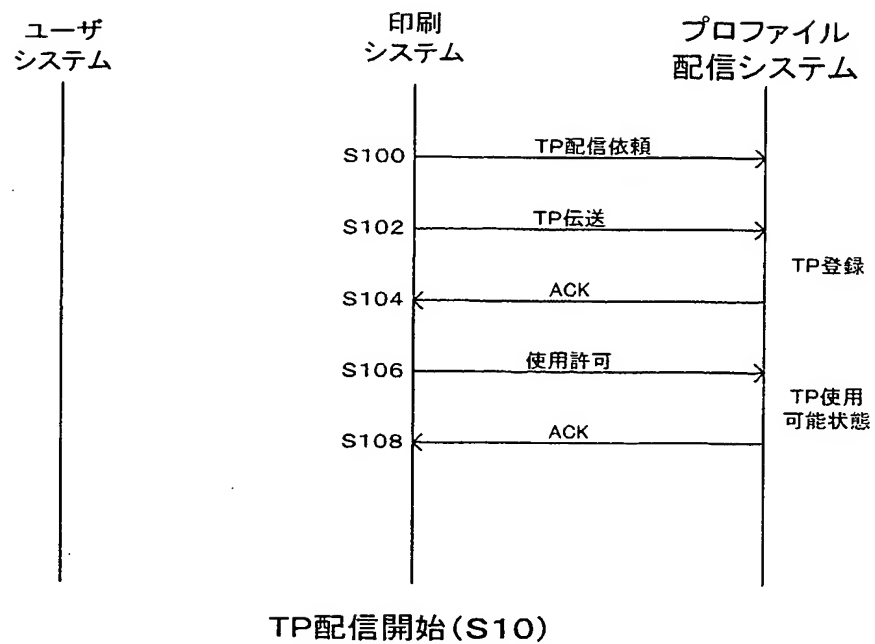 ユーザ
システム
印刷
システム
プロファイル
配信システム
S100
TP配信依頼
S102
TP伝送
TP登録
S104
ACK
S106
使用許可
TP使用
可能状態
S108
ACK
TP配信開始(S10)